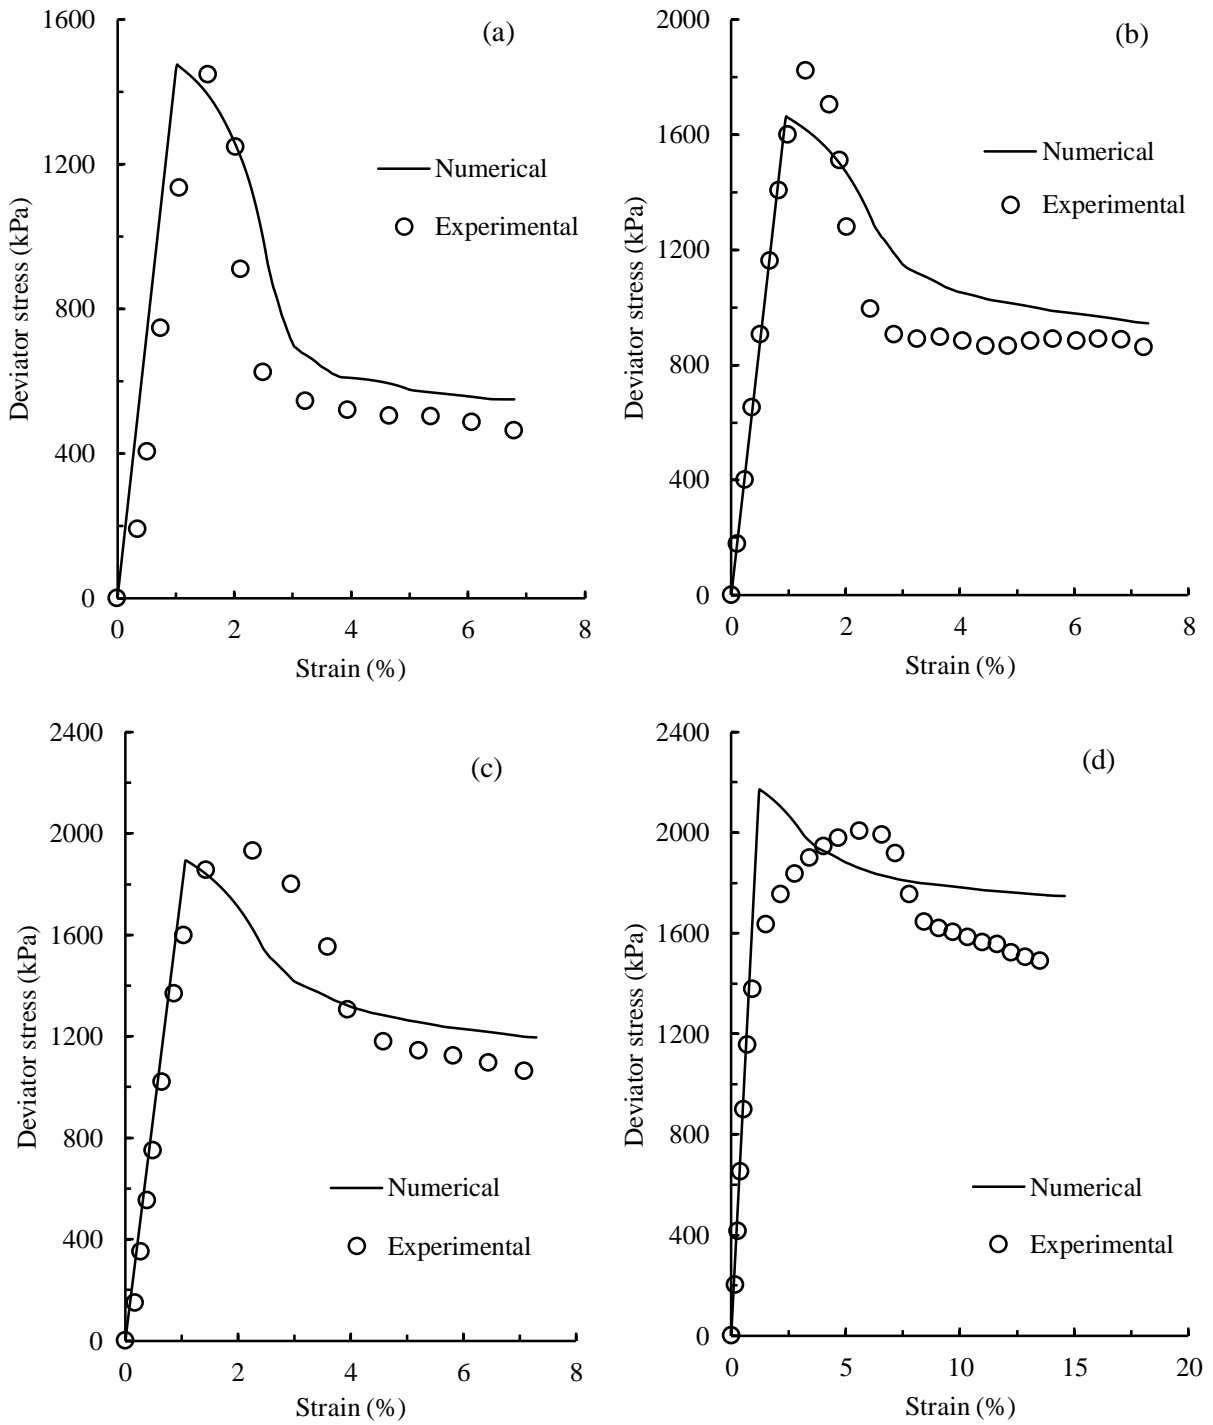 1600
(a)
1200
Numerical
Experimental
800
400
0
0 2 4 6 8
Strain (%)
Deviator stress (kPa)
2000
(b)
1600
Numerical
Experimental
1200
800
400
0
0 2 4 6 8
Strain (%)
Deviator stress (kPa)
2400
(c)
2000
1600
1200
800
Numerical
400
Experimental
0
0 2 4 6 8
Strain (%)
Deviator stress (kPa)
2400
(d)
2000
1600
1200
800
Numerical
400
Experimental
0
0 5 10 15 20
Strain (%)
Deviator stress (kPa)